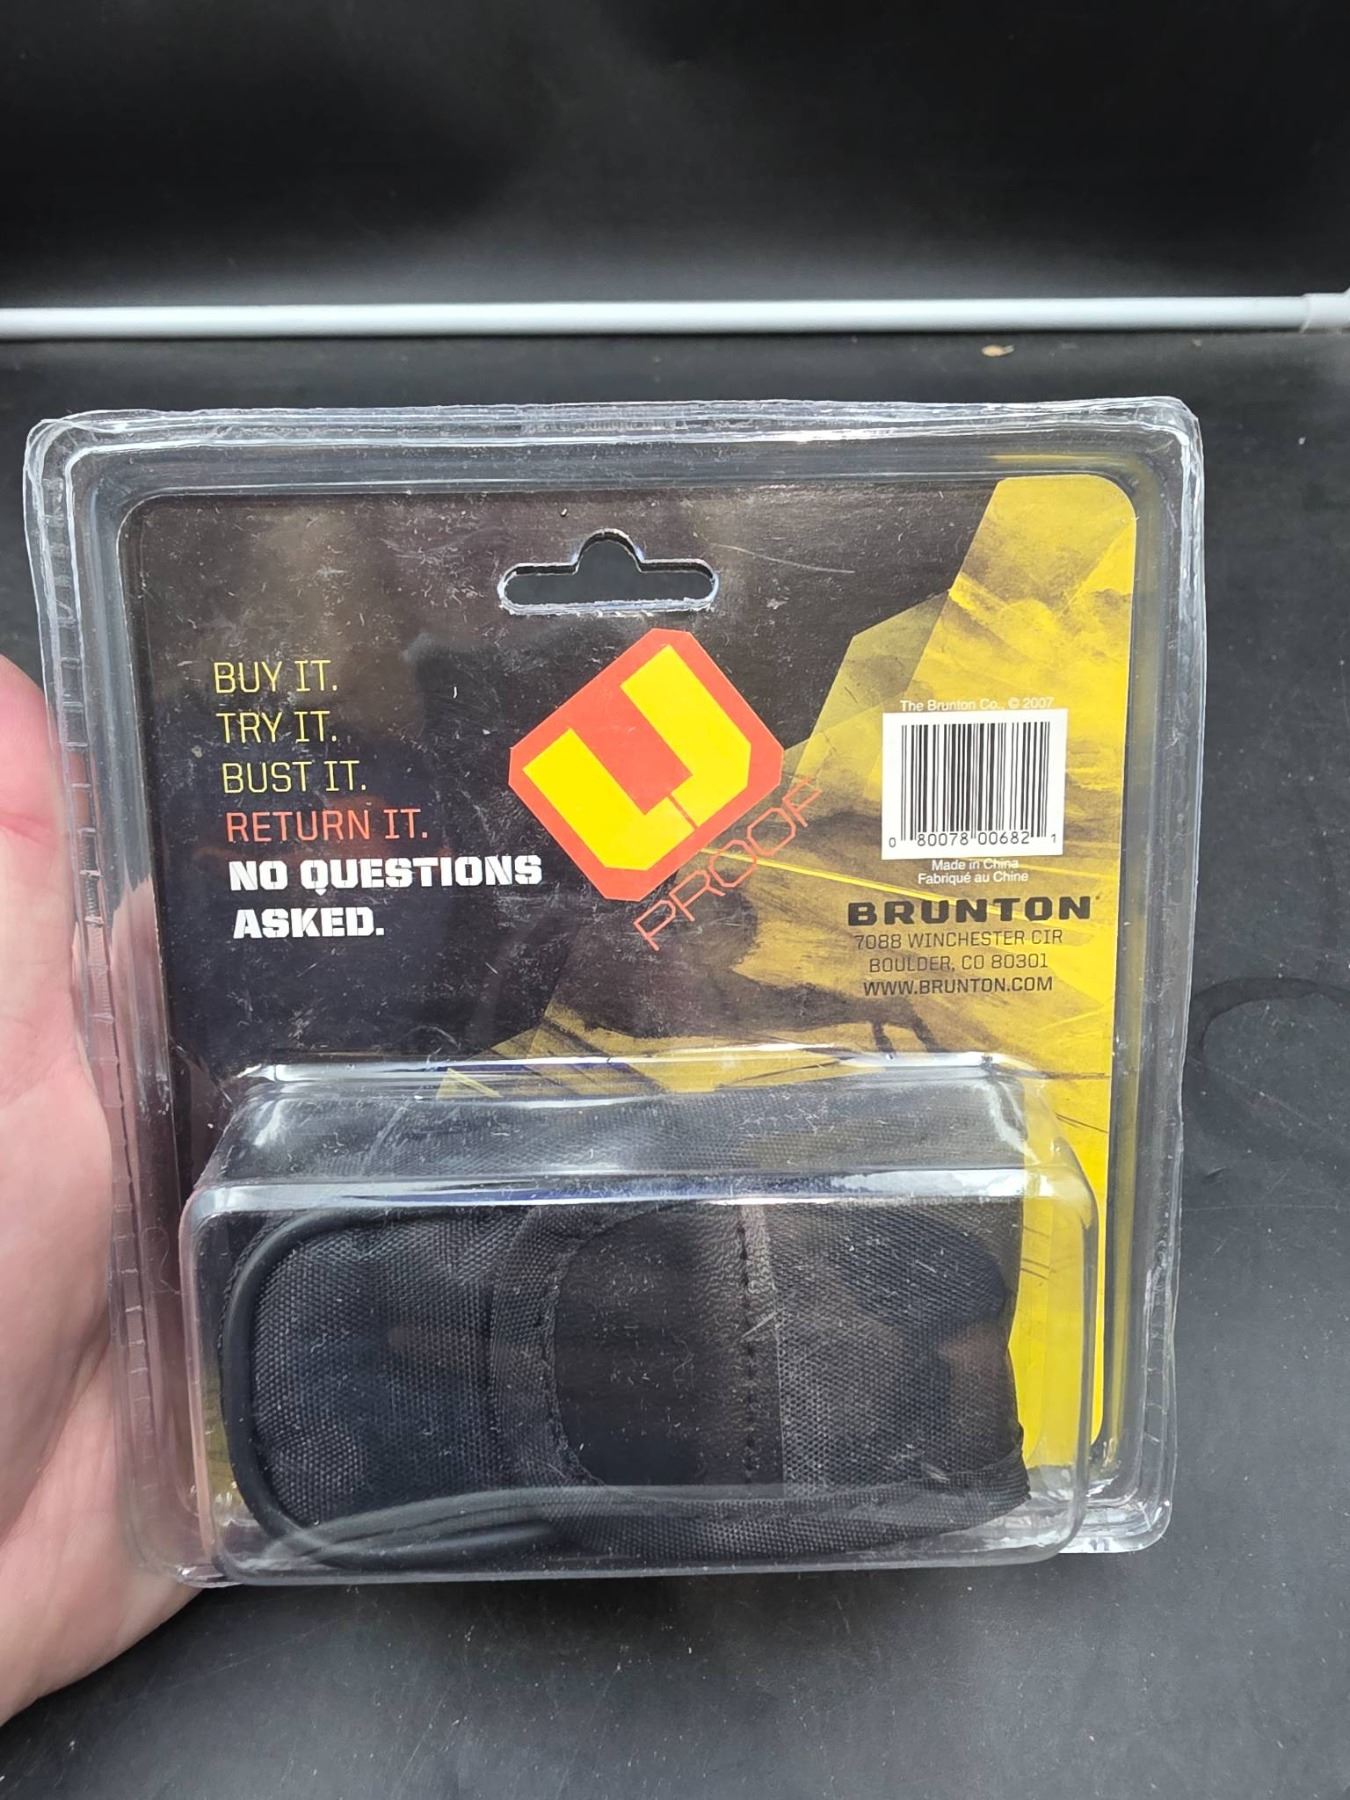 BUY IT.
TRY IT.
BUST IT.
RETURN IT.
NO QUESTIONS
ASKED.
U
PROOF
The Brunton Co., © 2007
0 80078 00682 1
Made in China
Fabriqué au Chine
BRUNTON
7088 WINCHESTER CIR
BOULDER, CO 80301
WWW.BRUNTON.COM